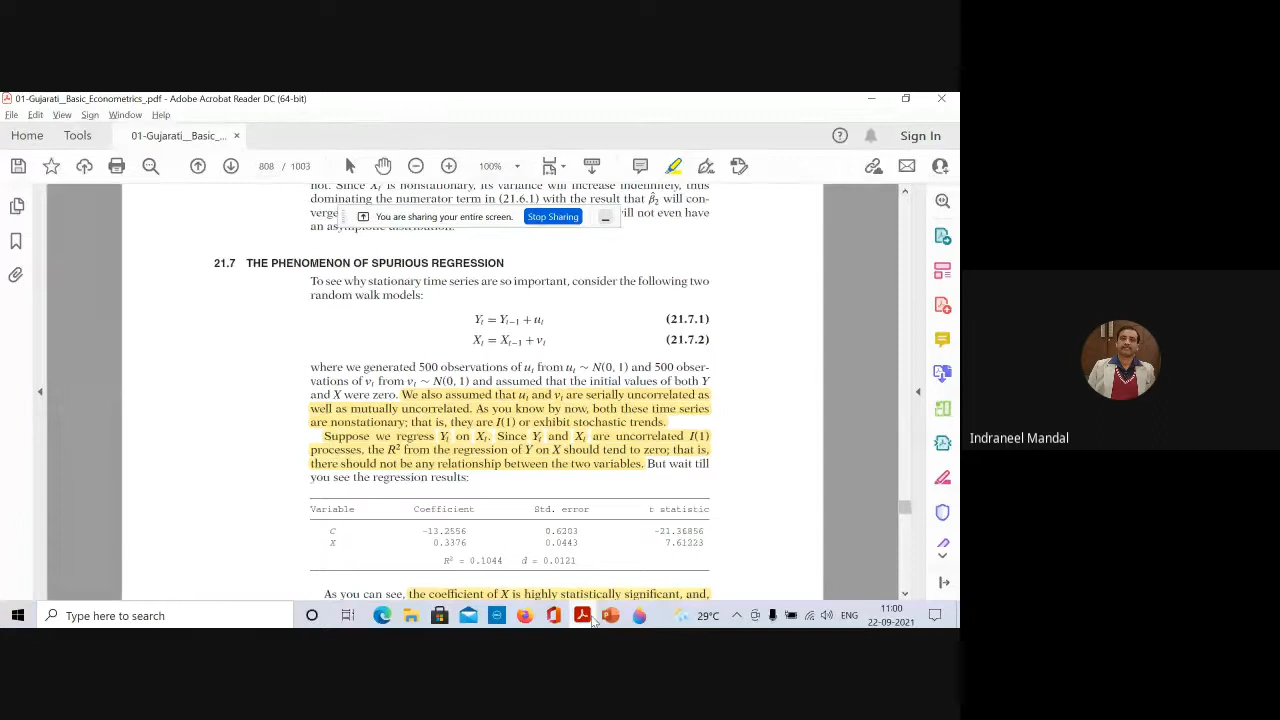 01-Gujarati__Basic_Econometrics_.pdf - Adobe Acrobat Reader DC (64-bit)
File Edit View Sign Window Help
Home Tools 01-Gujarati__Basic_... × Sign In
808 / 1003 100%
not. Since Xt is nonstationary, its variance will increase indefinitely, thus
dominating the numerator term in (21.6.1) with the result that β̂2 will con-
verge
You are sharing your entire screen. Stop Sharing
will not even have
an asymptotic distribution.
21.7 THE PHENOMENON OF SPURIOUS REGRESSION
To see why stationary time series are so important, consider the following two
random walk models:
Yt = Yt−1 + ut (21.7.1)
Xt = Xt−1 + vt (21.7.2)
where we generated 500 observations of ut from ut ∼ N(0, 1) and 500 obser-
vations of vt from vt ∼ N(0, 1) and assumed that the initial values of both Y
and X were zero. We also assumed that ut and vt are serially uncorrelated as
well as mutually uncorrelated. As you know by now, both these time series
are nonstationary; that is, they are I(1) or exhibit stochastic trends.
Suppose we regress Yt on Xt. Since Yt and Xt are uncorrelated I(1)
processes, the R² from the regression of Y on X should tend to zero; that is,
there should not be any relationship between the two variables. But wait till
you see the regression results:
Variable Coefficient Std. error t statistic
C −13.2556 0.6203 −21.36856
X 0.3376 0.0443 7.61223
R² = 0.1044 d = 0.0121
As you can see, the coefficient of X is highly statistically significant, and,
Indraneel Mandal
Type here to search
29°C ENG
11:00
22-09-2021